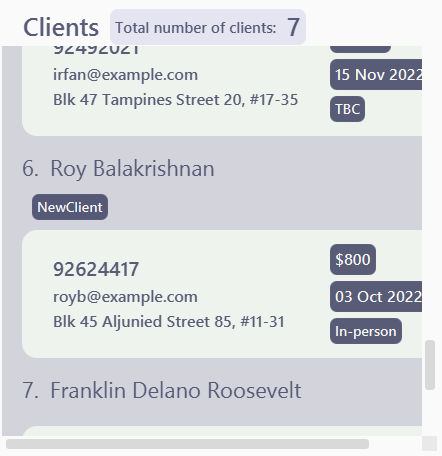 Clients Total number of clients: 7
92492021
irfan@example.com
15 Nov 2022
Blk 47 Tampines Street 20, #17-35
TBC
6. Roy Balakrishnan
NewClient
92624417
$800
royb@example.com
03 Oct 2022
Blk 45 Aljunied Street 85, #11-31
In-person
7. Franklin Delano Roosevelt